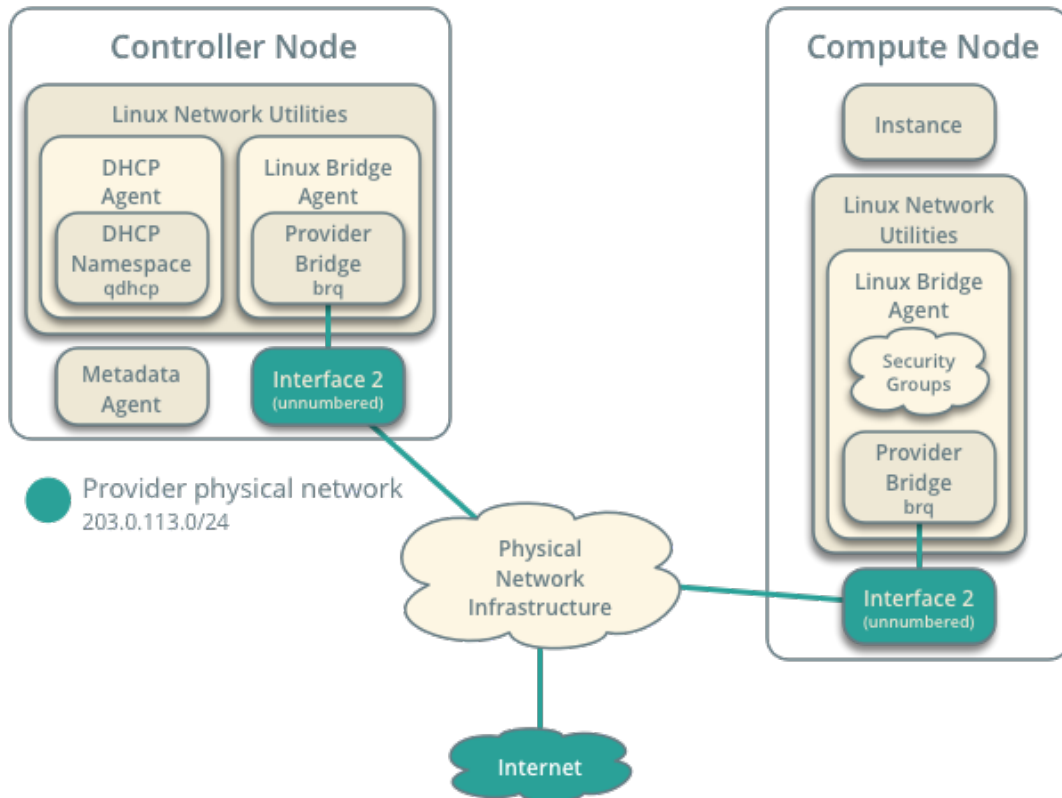 Controller Node
Linux Network Utilities
DHCP
Agent
DHCP
Namespace
qdhcp
Linux Bridge
Agent
Provider
Bridge
brq
Metadata
Agent
Interface 2
(unnumbered)
Provider physical network
203.0.113.0/24
Physical
Network
Infrastructure
Internet
Compute Node
Instance
Linux Network
Utilities
Linux Bridge
Agent
Security
Groups
Provider
Bridge
brq
Interface 2
(unnumbered)